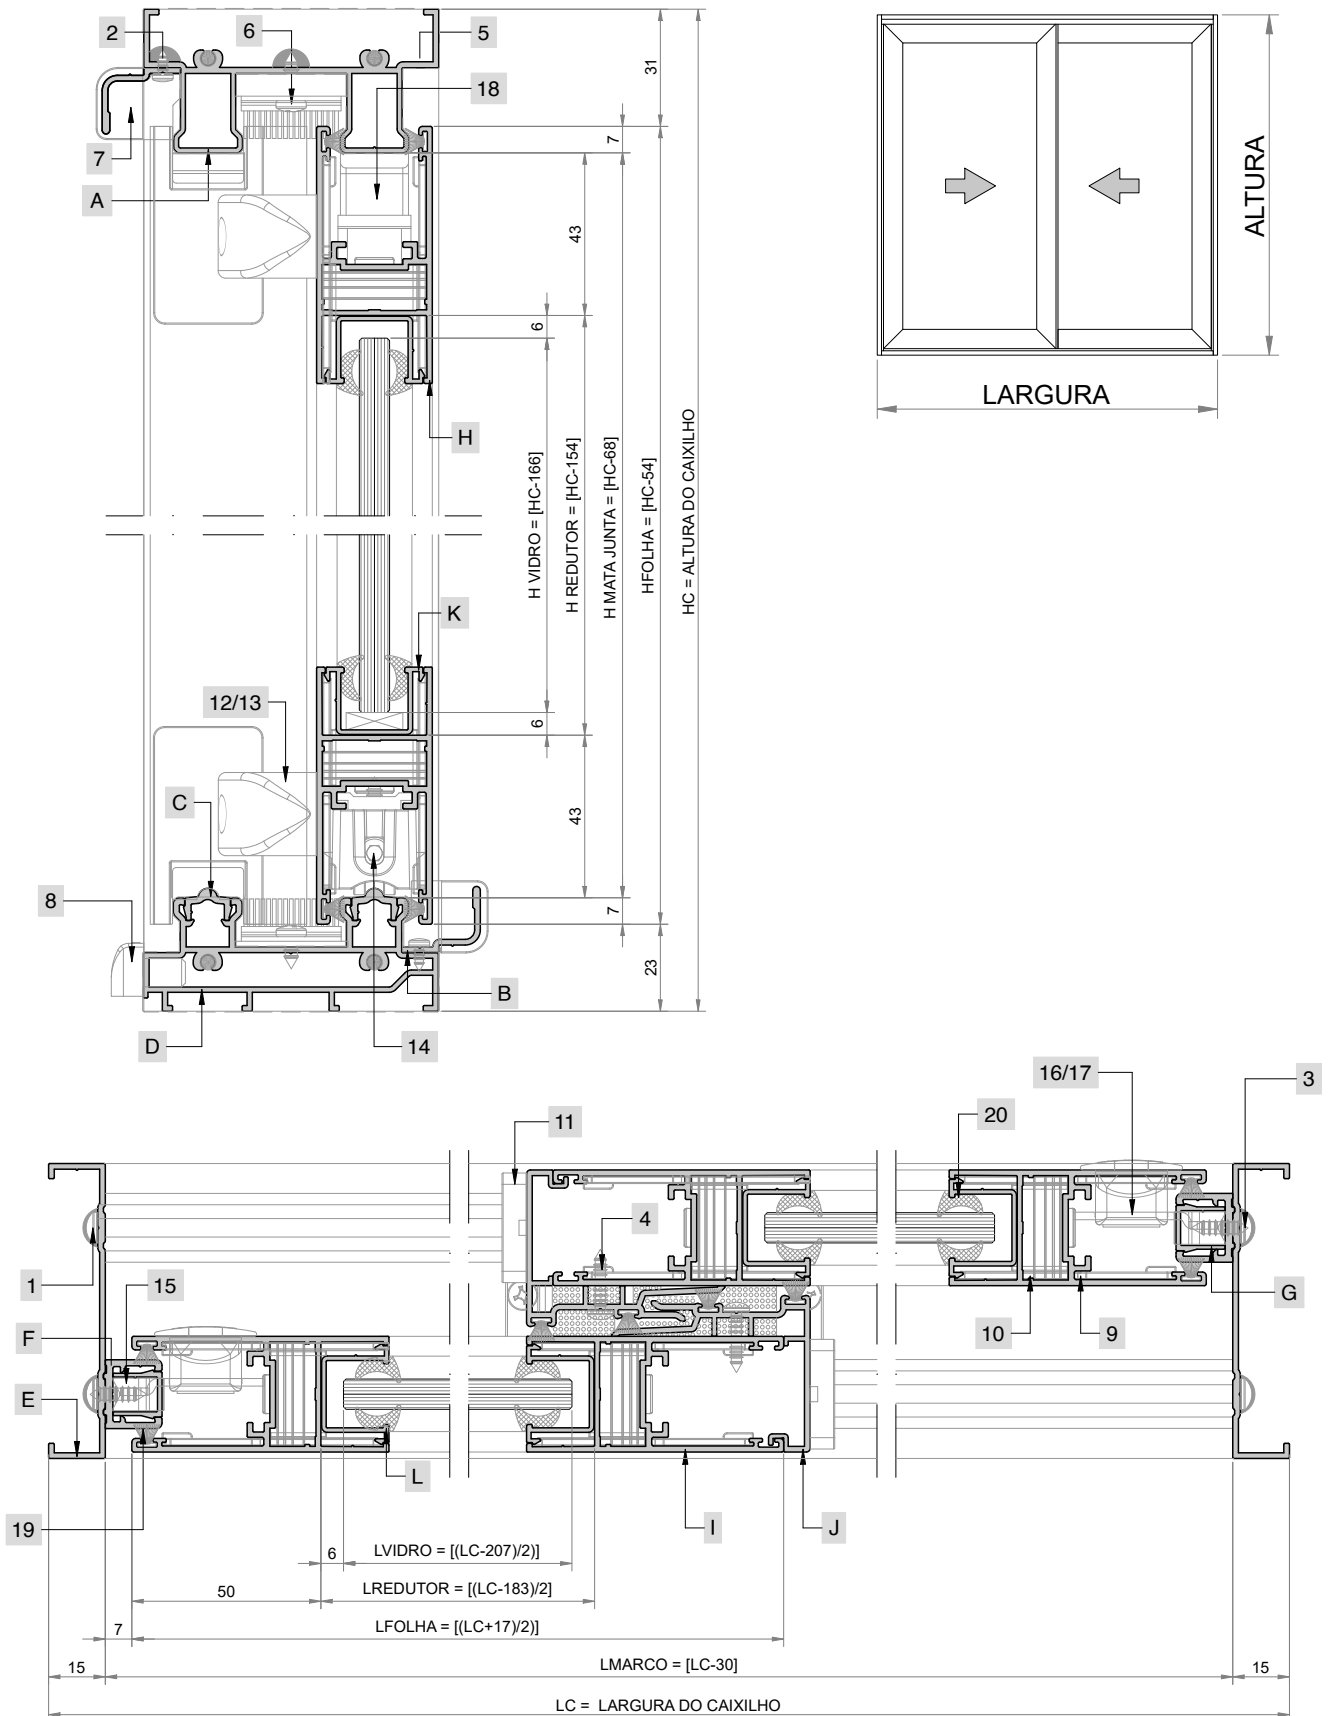 2
6
5
18
7
A
31
7
43
6
H
H VIDRO = [HC-166]
H REDUTOR = [HC-154]
H MATA JUNTA = [HC-68]
HFOLHA = [HC-54]
HC = ALTURA DO CAIXILHO
K
12/13
6
C
43
8
7
23
B
D
14
ALTURA
LARGURA
16/17
3
11
20
4
1
15
G
F
10
9
E
L
19
I
J
6
LVIDRO = [(LC-207)/2)]
50
LREDUTOR = [(LC-183)/2]
7
LFOLHA = [(LC+17)/2)]
15
LMARCO = [LC-30]
15
LC = LARGURA DO CAIXILHO